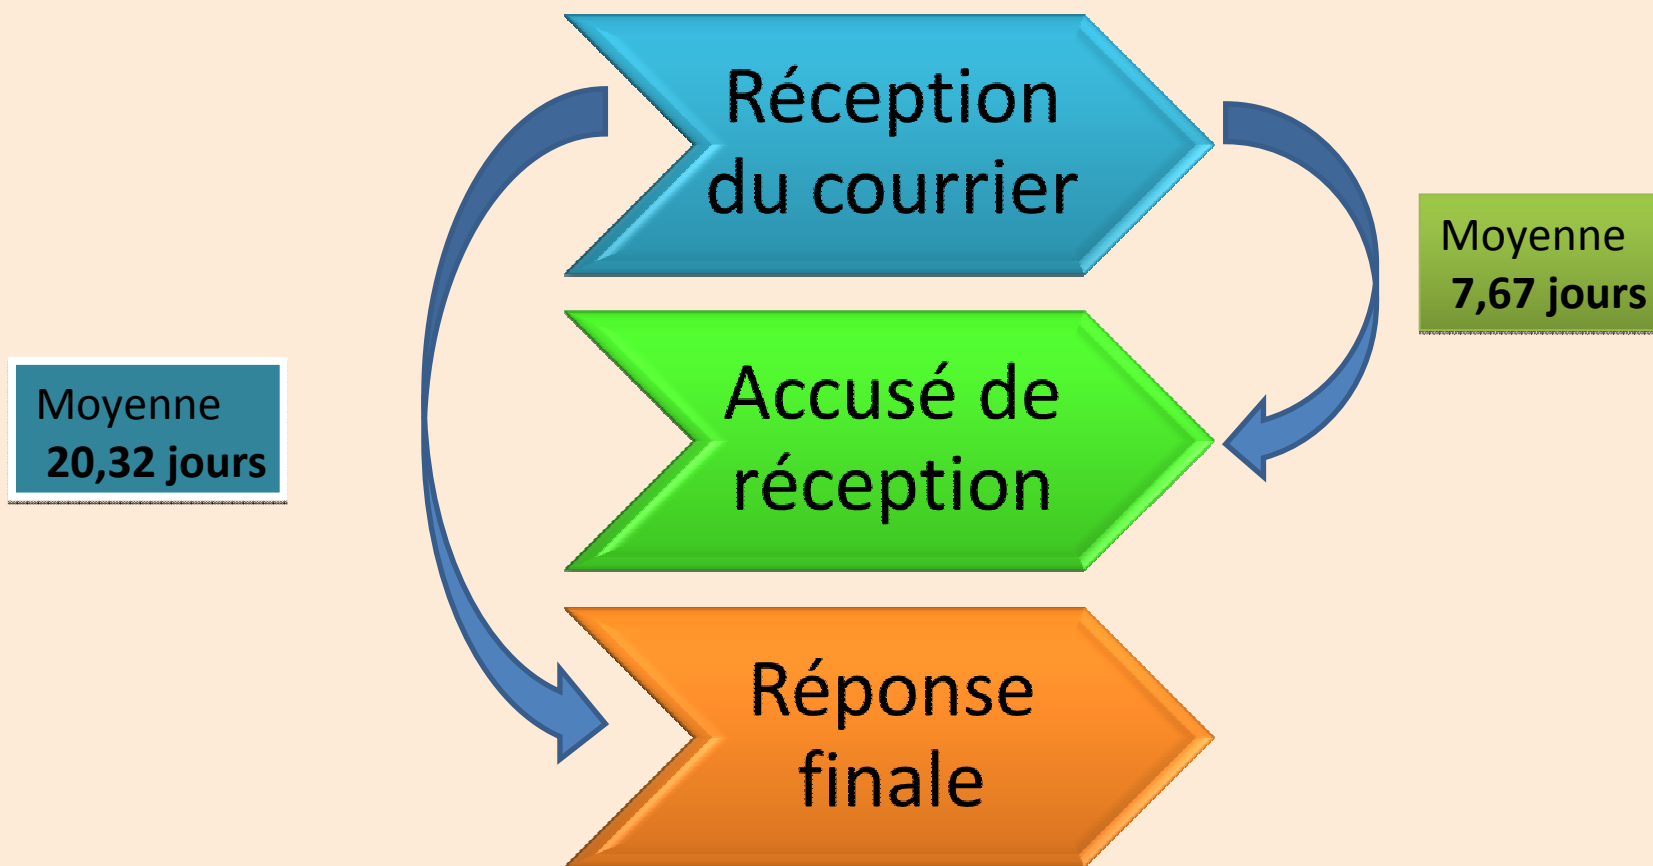 Réception
du courrier
Moyenne
7,67 jours
Accusé de
réception
Moyenne
20,32 jours
Réponse
finale